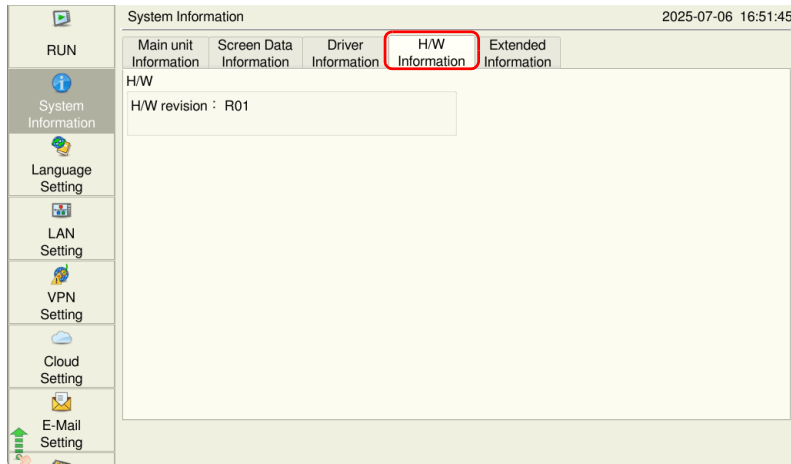 System Information
2025-07-06 16:51:45
RUN
Main unit
Information
Screen Data
Information
Driver
Information
H/W
Information
Extended
Information
H/W
H/W revision : R01
System
Information
Language
Setting
LAN
Setting
VPN
Setting
Cloud
Setting
E-Mail
Setting